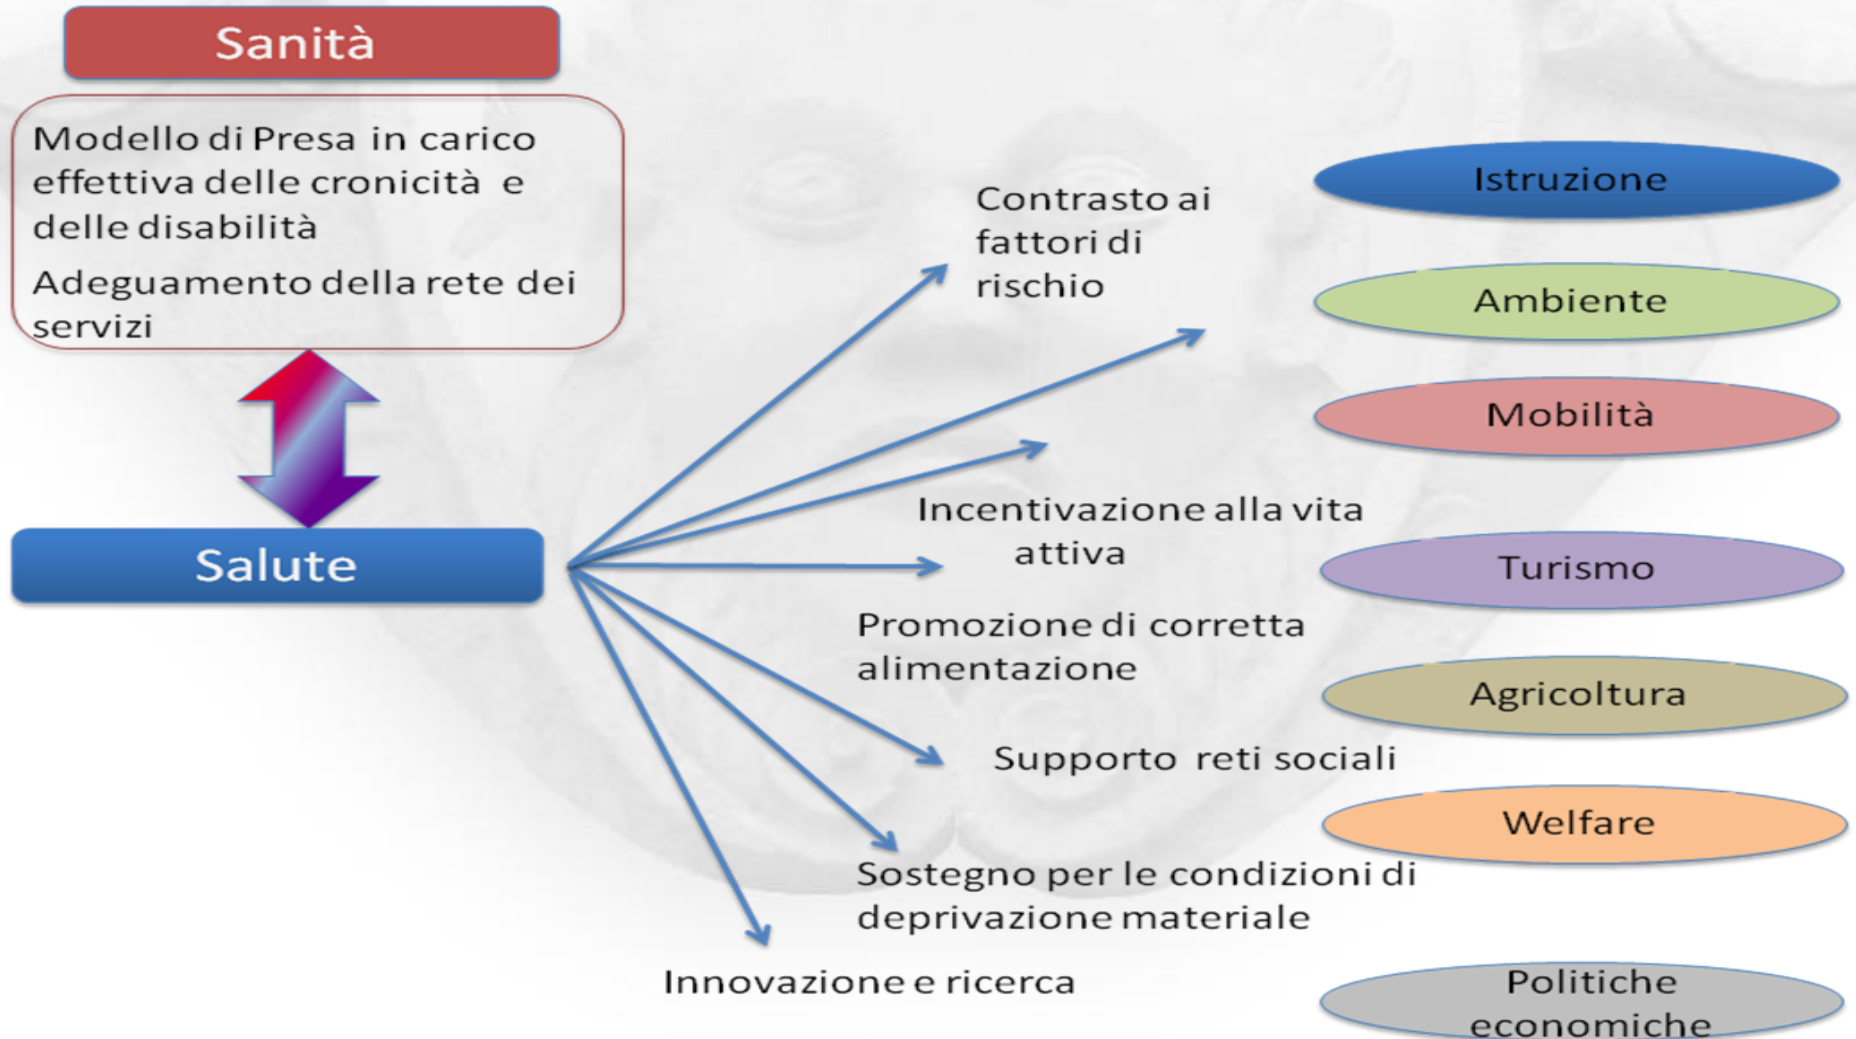 Sanità
Modello di Presa in carico
effettiva delle cronicità e
delle disabilità
Adeguamento della rete dei
servizi
Salute
Contrasto ai
fattori di
rischio
Incentivazione alla vita
attiva
Promozione di corretta
alimentazione
Supporto reti sociali
Sostegno per le condizioni di
deprivazione materiale
Innovazione e ricerca
Istruzione
Ambiente
Mobilità
Turismo
Agricoltura
Welfare
Politiche
economiche